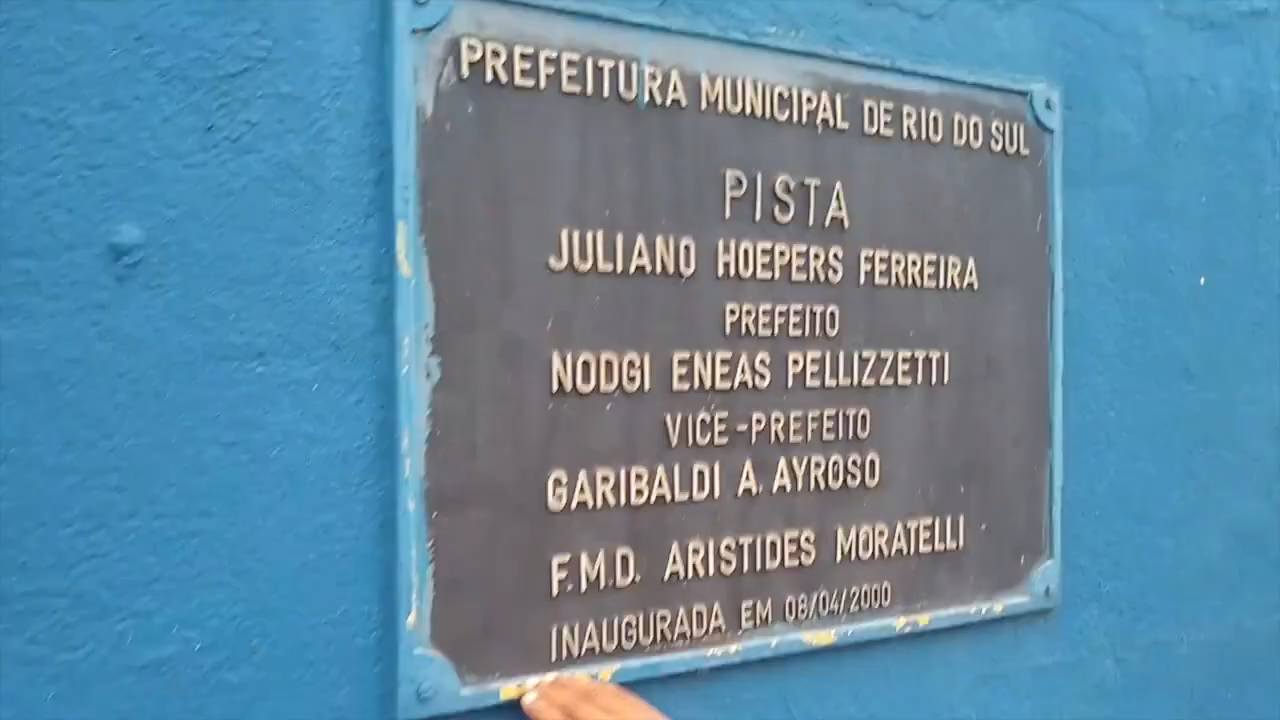 PREFEITURA MUNICIPAL DE RIO DO SUL
PISTA
JULIANO HOEPERS FERREIRA
PREFEITO
NODGI ENEAS PELLIZZETTI
VICE-PREFEITO
GARIBALDI A. AYROSO
F.M.D. ARISTIDES MORATELLI
INAUGURADA EM 08/04/2000